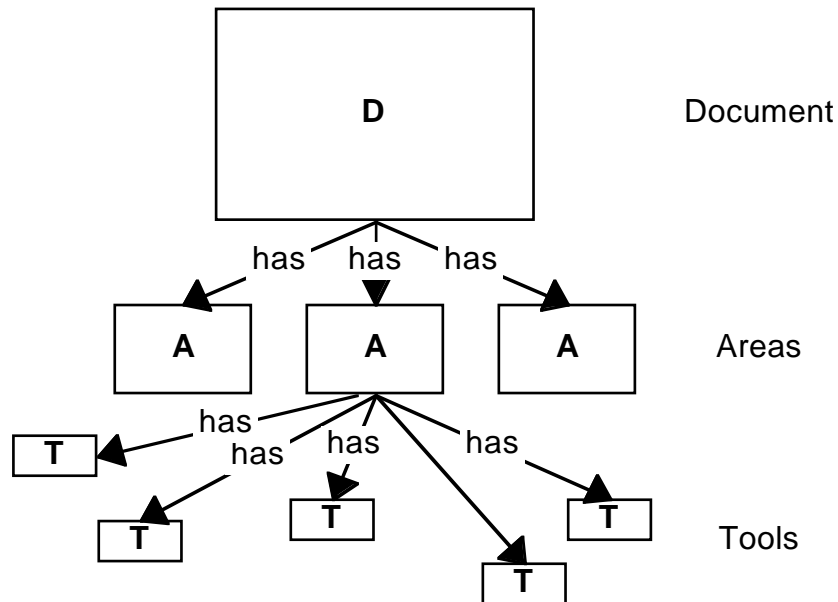 D Document
has has has
A A A Areas
has
has
has
has
T
T
T
T
T
Tools